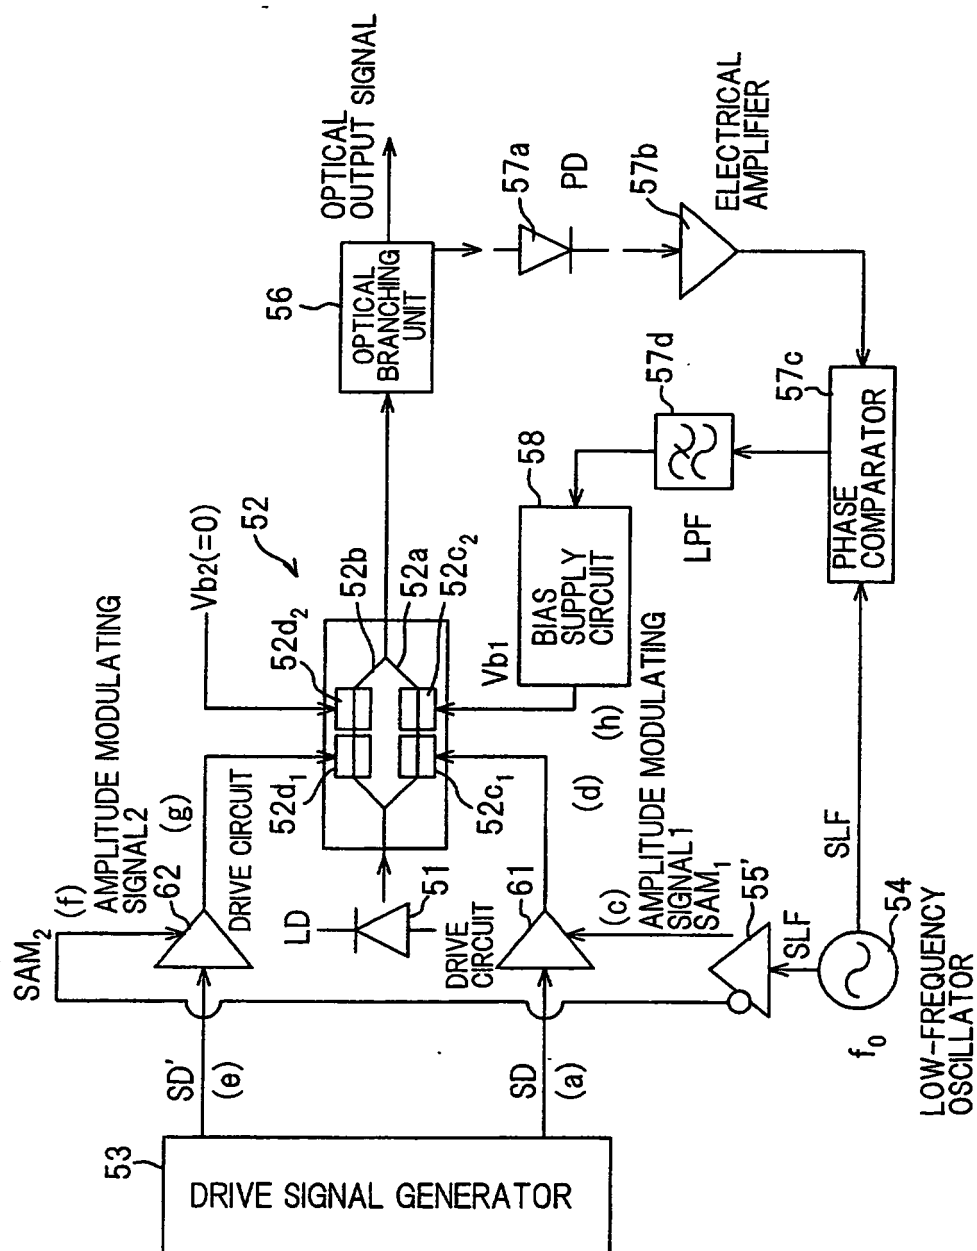 53
DRIVE SIGNAL GENERATOR
SD'
(e)
SD
(a)
SAM2
(f)
AMPLITUDE MODULATING
SIGNAL2
62
(g)
DRIVE CIRCUIT
LD
51
DRIVE
CIRCUIT
61
(c)
AMPLITUDE MODULATING
SIGNAL1
SAM1
55'
SLF
54
f0
LOW-FREQUENCY
OSCILLATOR
SLF
Vb2(=0)
52
52d1
52d2
52b
52a
52c2
52c1
(d)
(h)
Vb1
58
BIAS
SUPPLY
CIRCUIT
LPF
57d
57c
PHASE
COMPARATOR
56
OPTICAL
BRANCHING
UNIT
OPTICAL
OUTPUT SIGNAL
57a
PD
57b
ELECTRICAL
AMPLIFIER